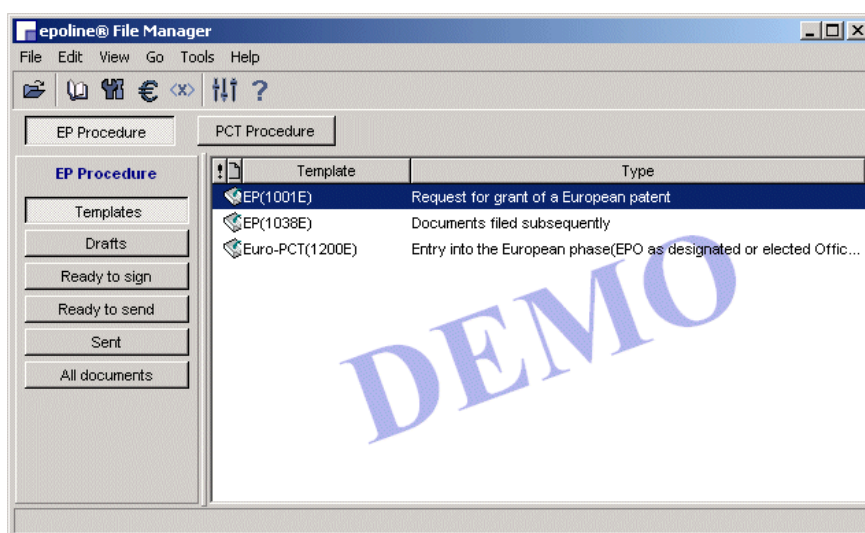 epoline® File Manager
File Edit View Go Tools Help
€ <x> ?
EP Procedure PCT Procedure
EP Procedure
! Template Type
Templates
EP(1001E) Request for grant of a European patent
EP(1038E) Documents filed subsequently
Drafts
Euro-PCT(1200E) Entry into the European phase(EPO as designated or elected Offic...
Ready to sign
Ready to send
Sent
All documents
DEMO